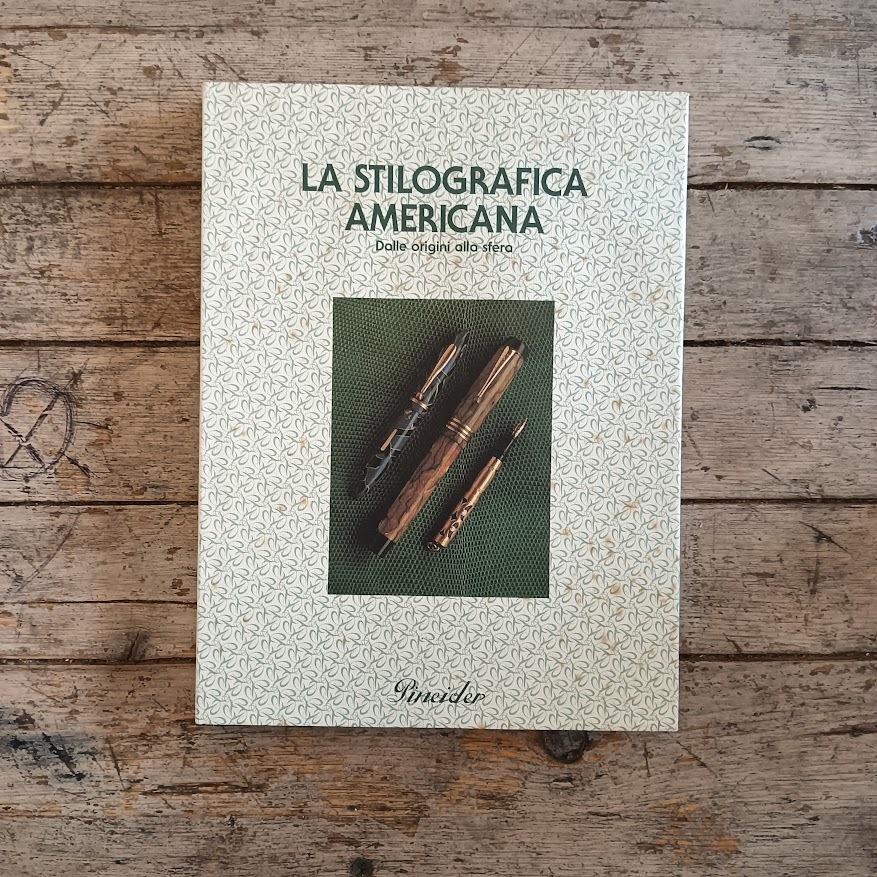 LA STILOGRAFICA
AMERICANA
Dalle origini alla sfera
Pineider